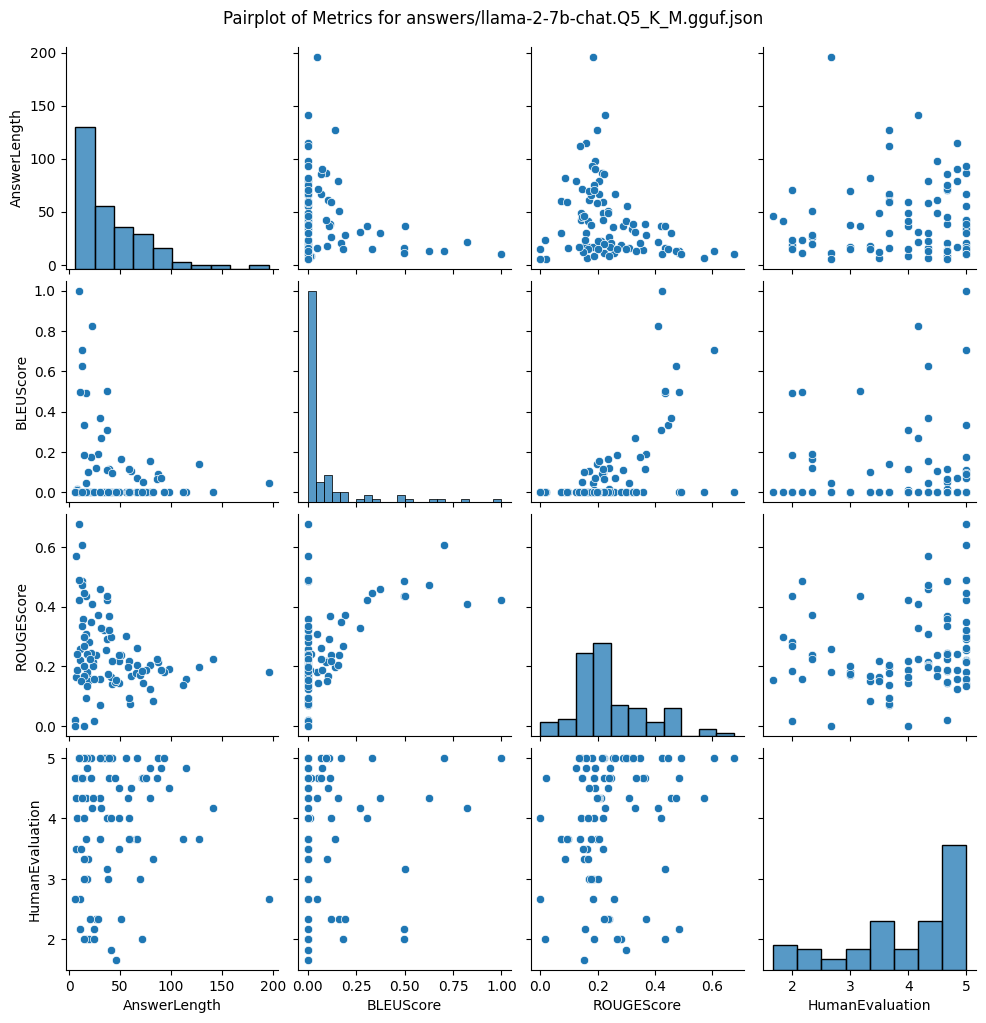 Pairplot of Metrics for answers/llama-2-7b-chat.Q5_K_M.gguf.json
200
150
100
50
0
AnswerLength
1.0
0.8
0.6
0.4
0.2
0.0
BLEUScore
0.6
0.4
0.2
0.0
ROUGEScore
5
4
3
2
HumanEvaluation
0 50 100 150 200
0.00 0.25 0.50 0.75 1.00
0.0 0.2 0.4 0.6
2 3 4 5
AnswerLength
BLEUScore
ROUGEScore
HumanEvaluation